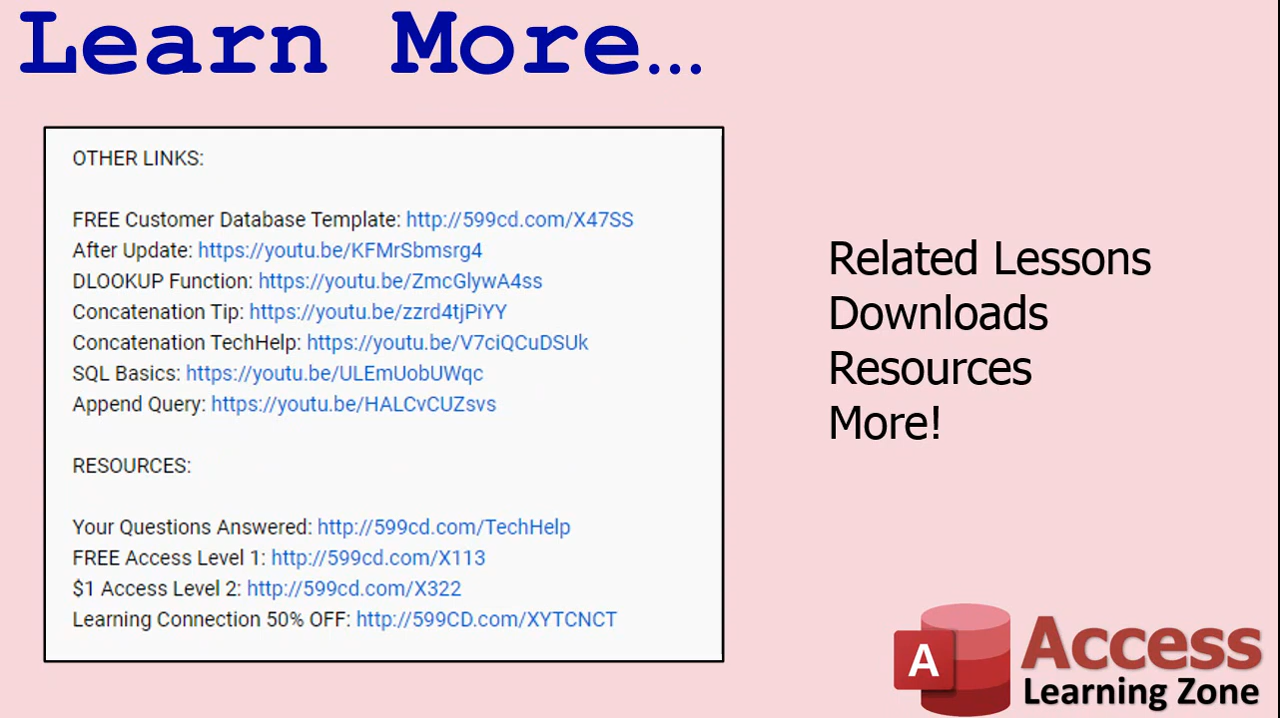 Learn More...
OTHER LINKS:
FREE Customer Database Template: http://599cd.com/X47SS
After Update: https://youtu.be/KFMrSbmsrg4
DLOOKUP Function: https://youtu.be/ZmcGlywA4ss
Concatenation Tip: https://youtu.be/zzrd4tjPiYY
Concatenation TechHelp: https://youtu.be/V7ciQCuDSUk
SQL Basics: https://youtu.be/ULEmUobUWqc
Append Query: https://youtu.be/HALCvCUZsvs
RESOURCES:
Your Questions Answered: http://599cd.com/TechHelp
FREE Access Level 1: http://599cd.com/X113
$1 Access Level 2: http://599cd.com/X322
Learning Connection 50% OFF: http://599CD.com/XYTCNCT
Related Lessons
Downloads
Resources
More!
A
Access
Learning Zone